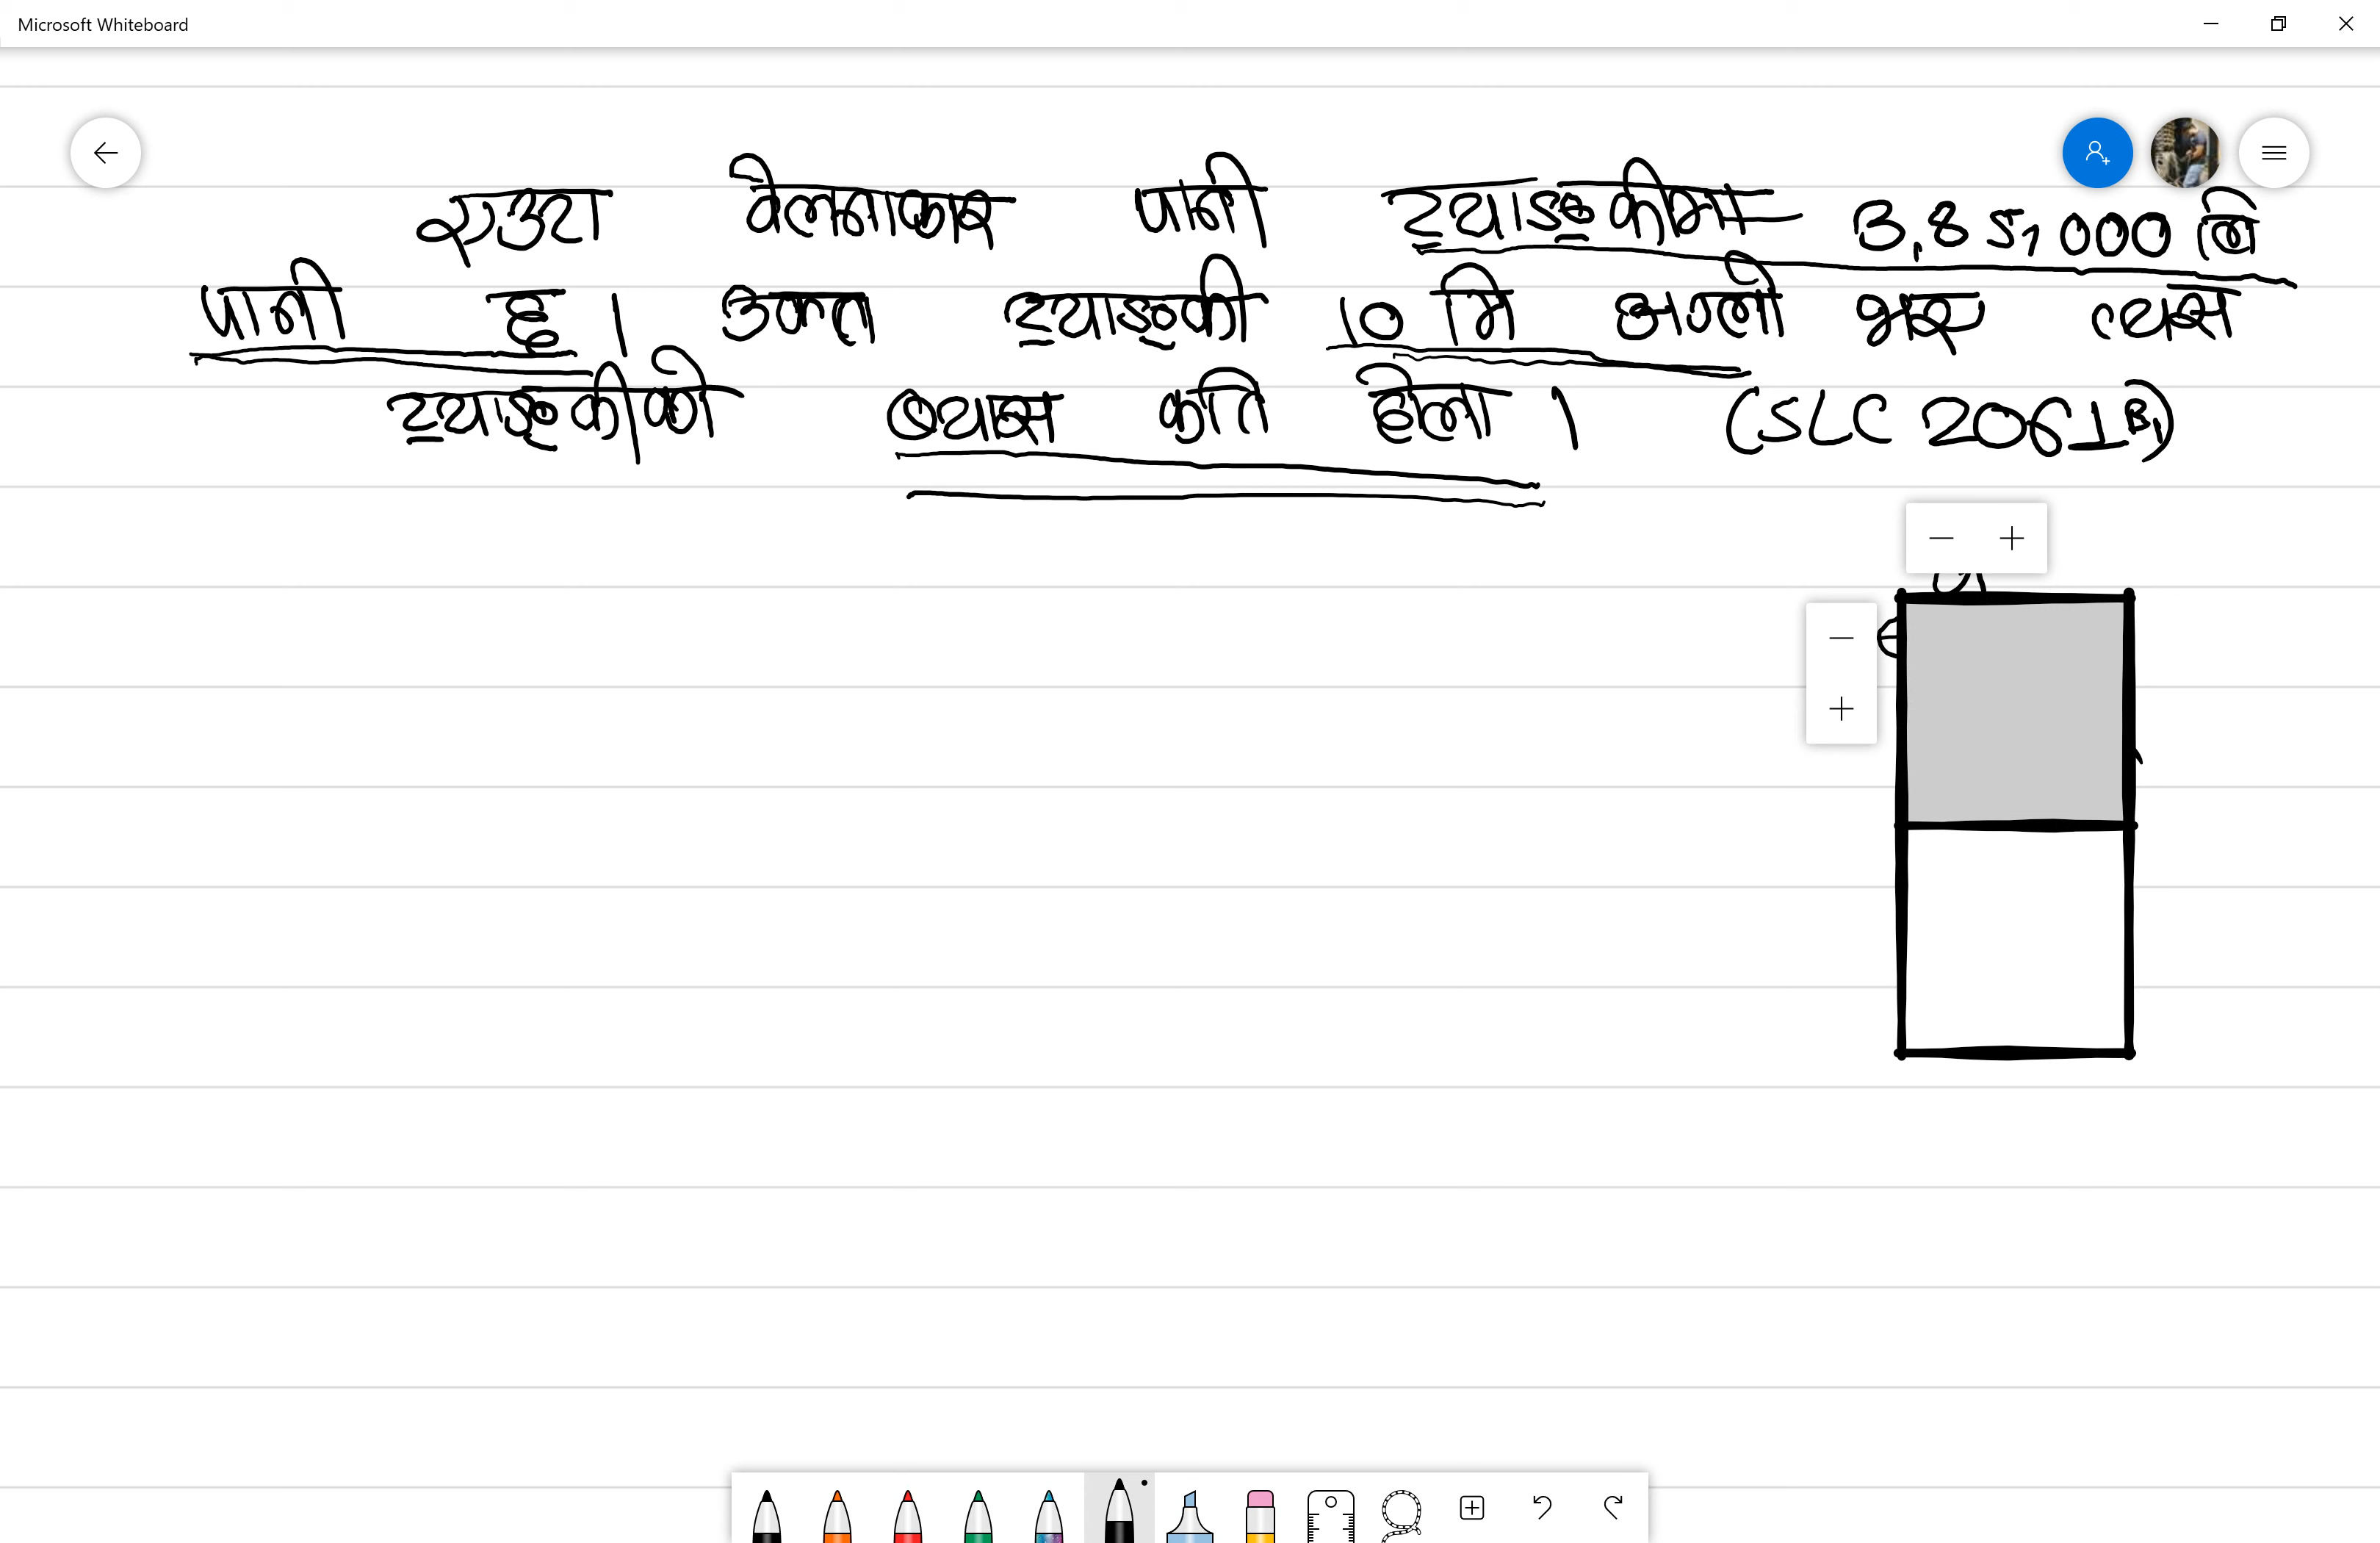 Microsoft Whiteboard
एउटा वेलनाकार पानी ट्याङ्कीमा 3,85,000 लि
पानी छ । उक्त ट्याङ्की 10 मि अग्लो भए त्यस
ट्याङ्कीको व्यास कति होला । (SLC 2061 B)